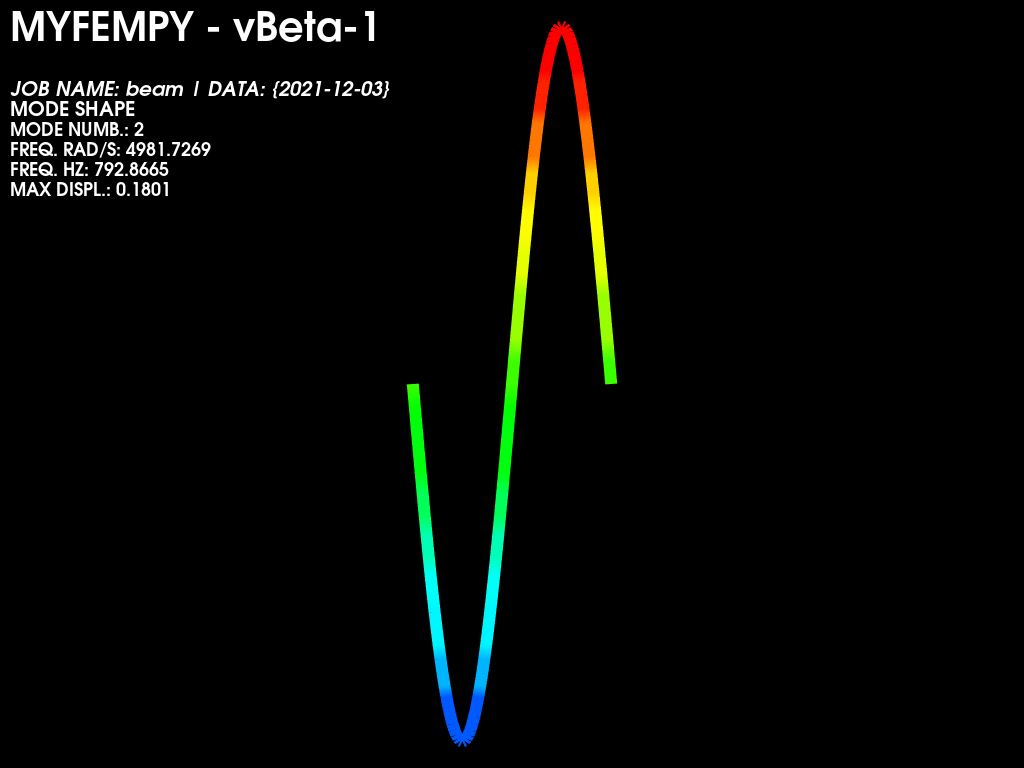 MYFEMPY - vBeta-1
JOB NAME: beam | DATA: {2021-12-03}
MODE SHAPE
MODE NUMB.: 2
FREQ. RAD/S: 4981.7269
FREQ. HZ: 792.8665
MAX DISPL.: 0.1801